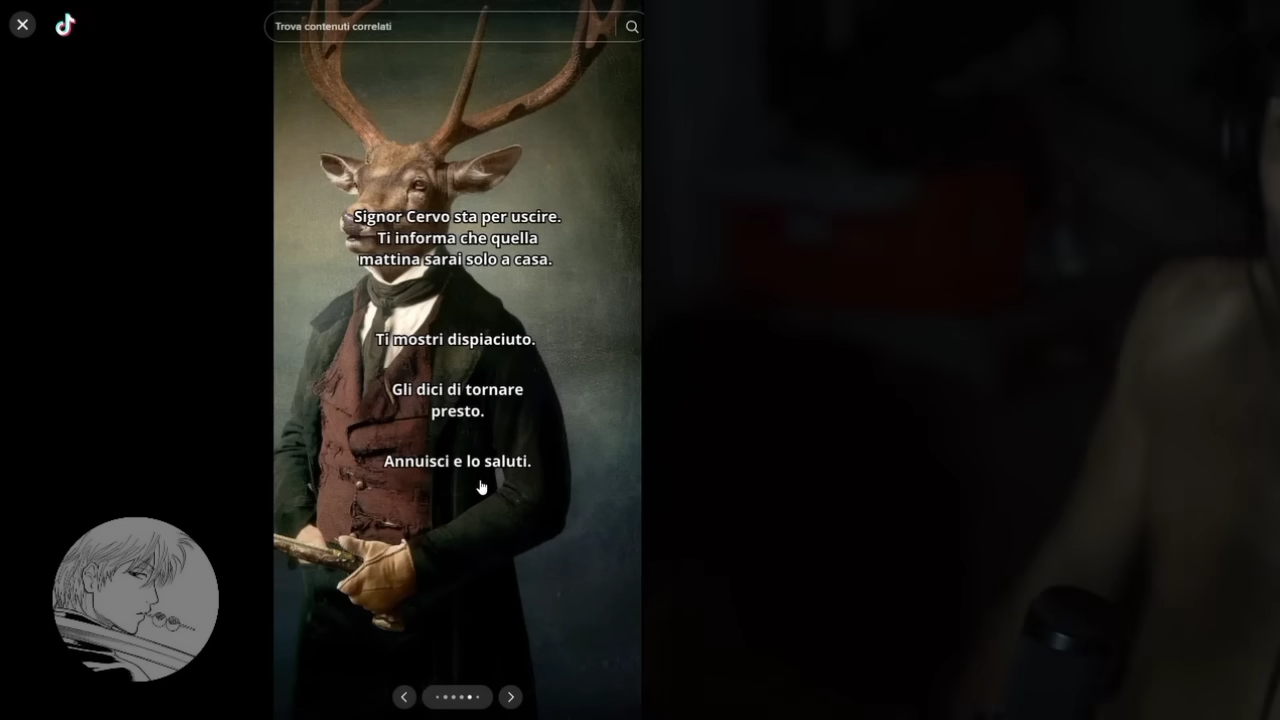 Trova contenuti correlati
Signor Cervo sta per uscire.
Ti informa che quella
mattina sarai solo a casa.
Ti mostri dispiaciuto.
Gli dici di tornare
presto.
Annuisci e lo saluti.